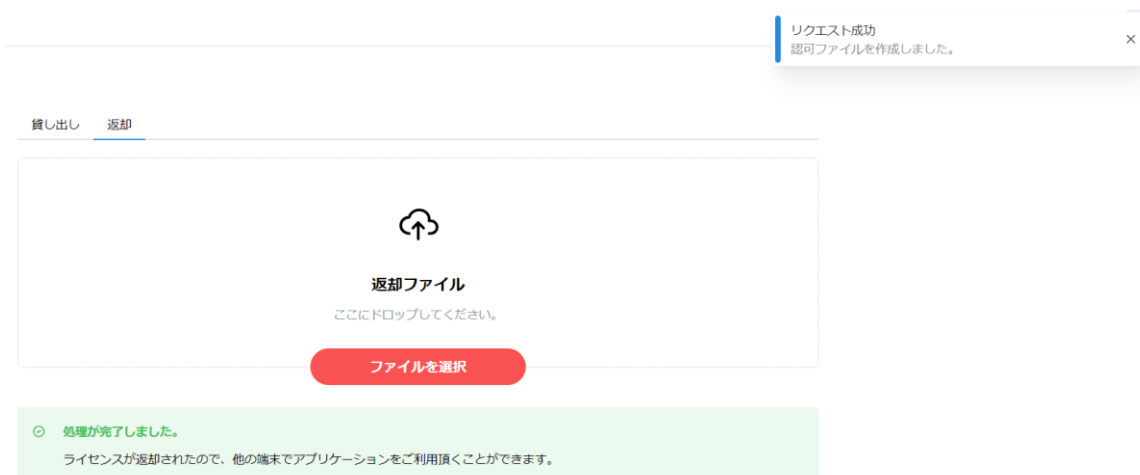 リクエスト成功
認可ファイルを作成しました。
貸し出し 返却
返却ファイル
ここにドロップしてください。
ファイルを選択
処理が完了しました。
ライセンスが返却されたので、他の端末でアプリケーションをご利用頂くことができます。